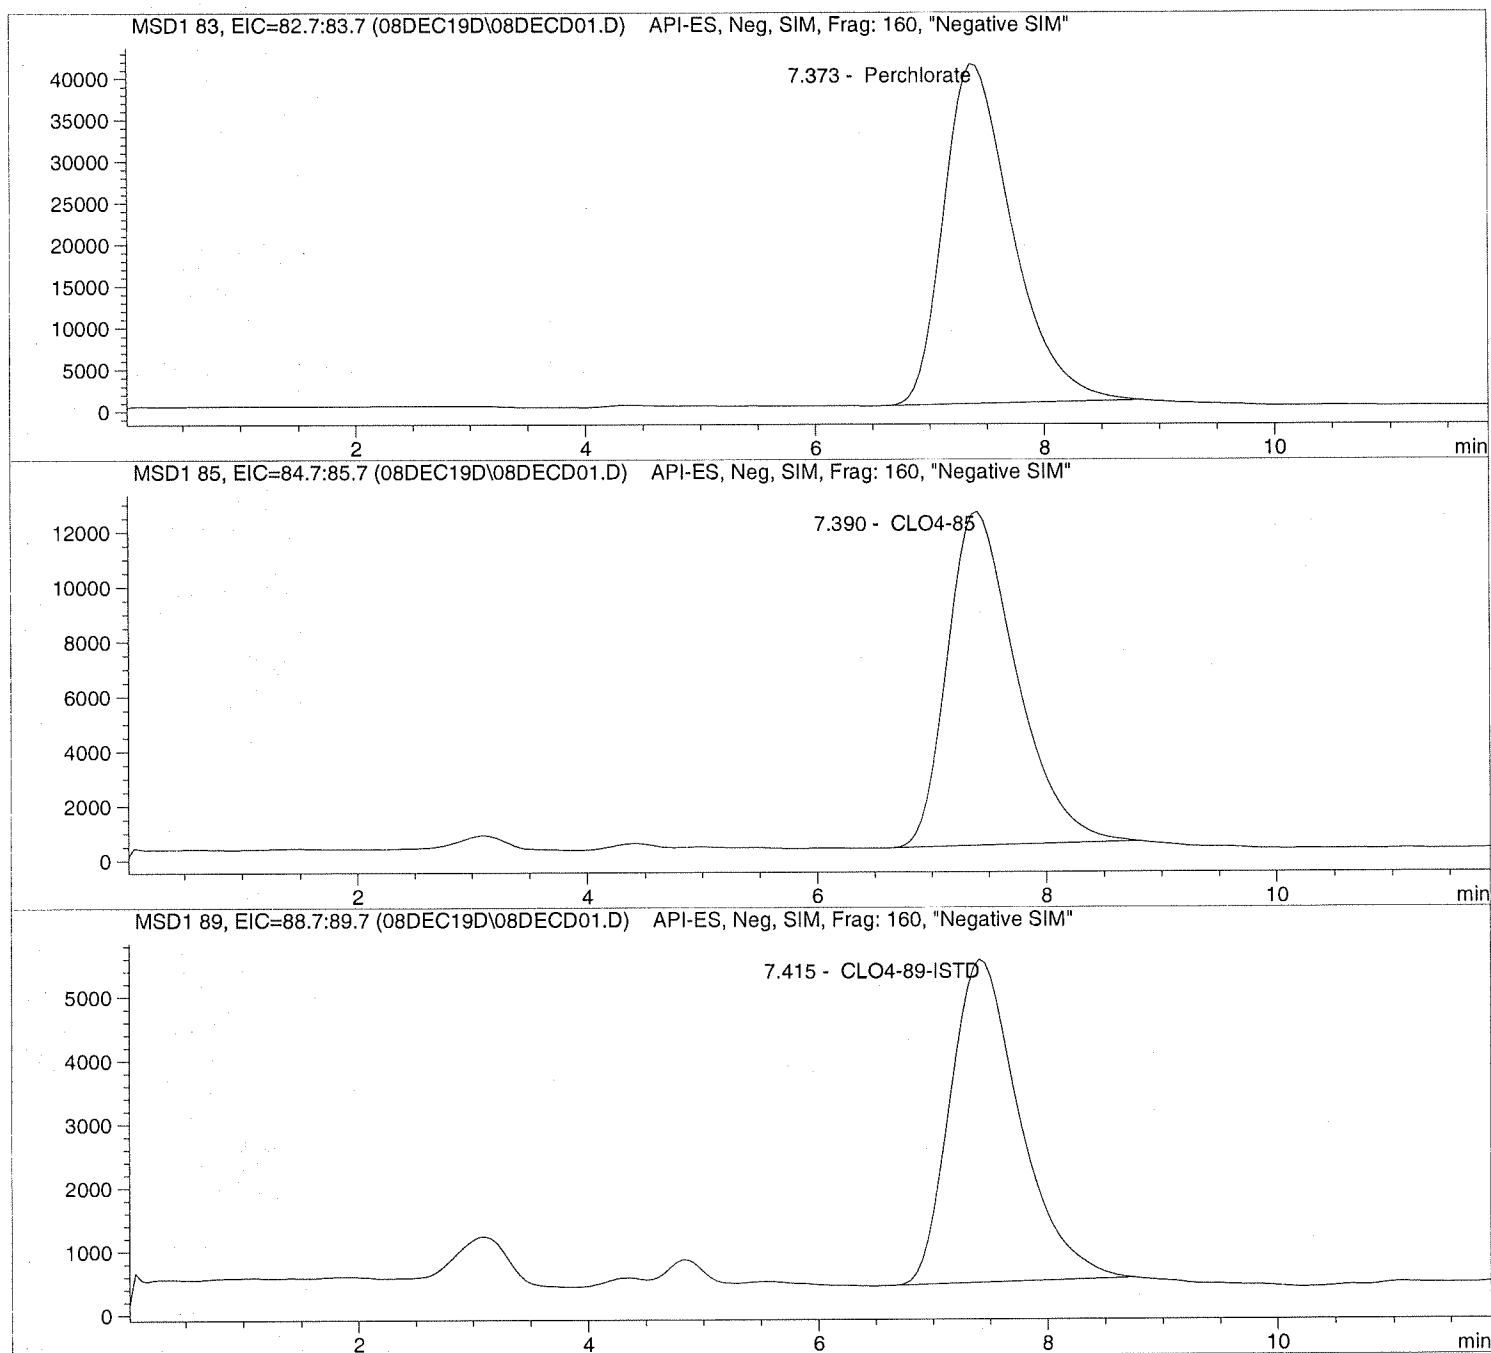 MSD1 83, EIC=82.7:83.7 (08DEC19D\08DECD01.D) API-ES, Neg, SIM, Frag: 160, "Negative SIM"
7.373 - Perchlorate
40000
35000
30000
25000
20000
15000
10000
5000
0
2 4 6 8 10 min
MSD1 85, EIC=84.7:85.7 (08DEC19D\08DECD01.D) API-ES, Neg, SIM, Frag: 160, "Negative SIM"
7.390 - CLO4-85
12000
10000
8000
6000
4000
2000
0
2 4 6 8 10 min
MSD1 89, EIC=88.7:89.7 (08DEC19D\08DECD01.D) API-ES, Neg, SIM, Frag: 160, "Negative SIM"
7.415 - CLO4-89-ISTD
5000
4000
3000
2000
1000
0
2 4 6 8 10 min